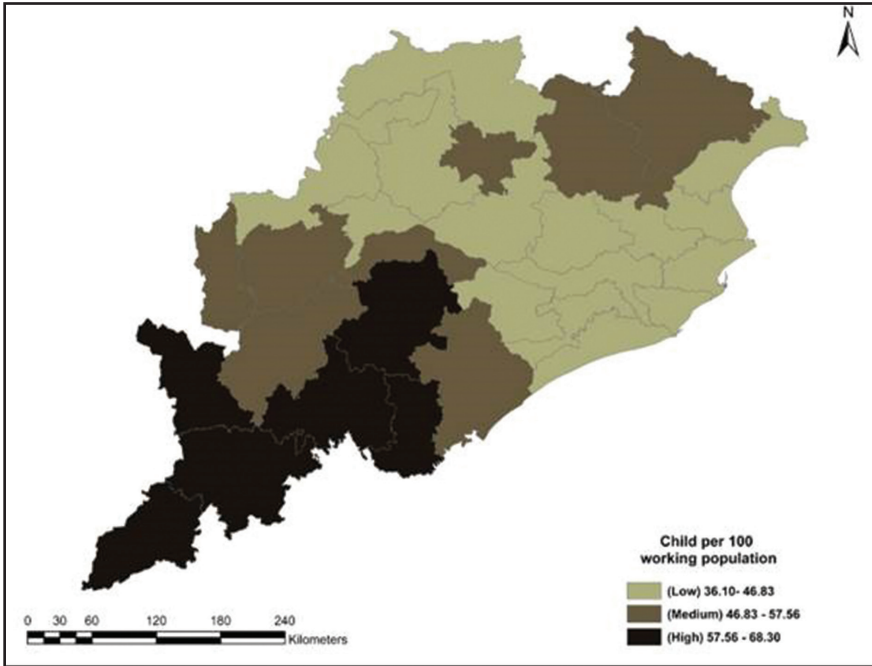 N
Child per 100
working population
(Low) 36.10- 46.83
(Medium) 46.83 - 57.56
(High) 57.56 - 68.30
0 30 60 120 180 240
Kilometers